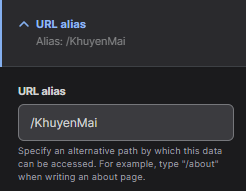 URL alias
Alias: /KhuyenMai
URL alias
/KhuyenMai
Specify an alternative path by which this data
can be accessed. For example, type "/about"
when writing an about page.